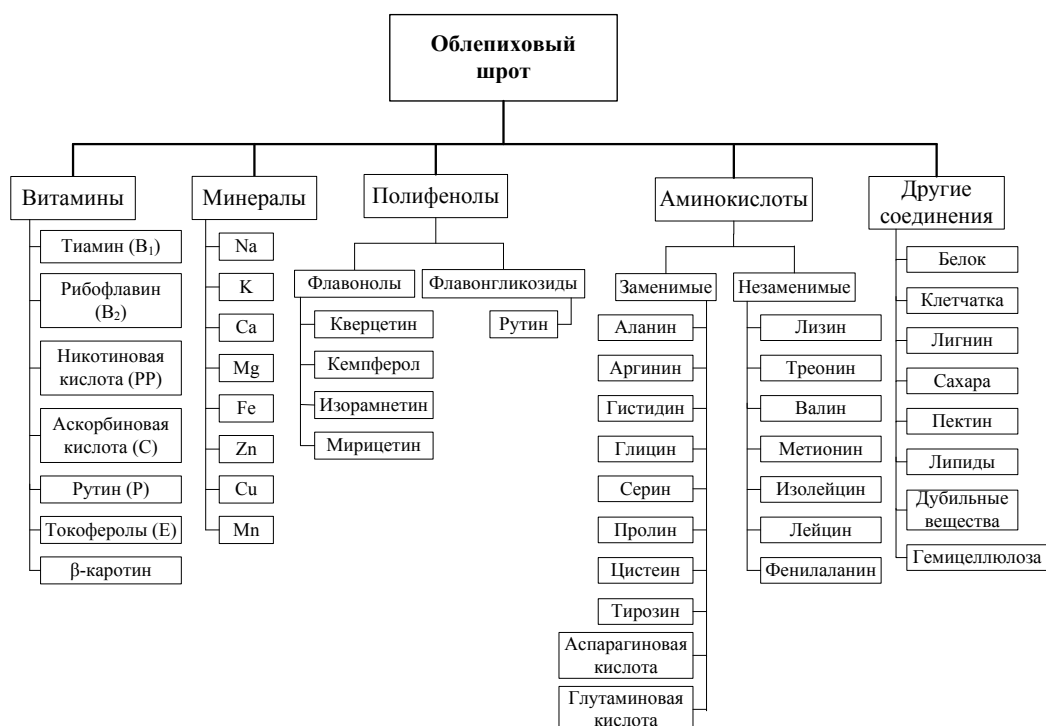 Облепиховый
шрот
Витамины
Тиамин (В₁)
Рибофлавин
(В₂)
Никотиновая
кислота (РР)
Аскорбиновая
кислота (С)
Рутин (Р)
Токоферолы (Е)
β-каротин
Минералы
Na
K
Ca
Mg
Fe
Zn
Cu
Mn
Полифенолы
Флавонолы
Кверцетин
Кемпферол
Изорамнетин
Мирицетин
Флавонгликозиды
Рутин
Аминокислоты
Заменимые
Аланин
Аргинин
Гистидин
Глицин
Серин
Пролин
Цистеин
Тирозин
Аспарагиновая
кислота
Глутаминовая
кислота
Незаменимые
Лизин
Треонин
Валин
Метионин
Изолейцин
Лейцин
Фенилаланин
Другие
соединения
Белок
Клетчатка
Лигнин
Сахара
Пектин
Липиды
Дубильные
вещества
Гемицеллюлоза